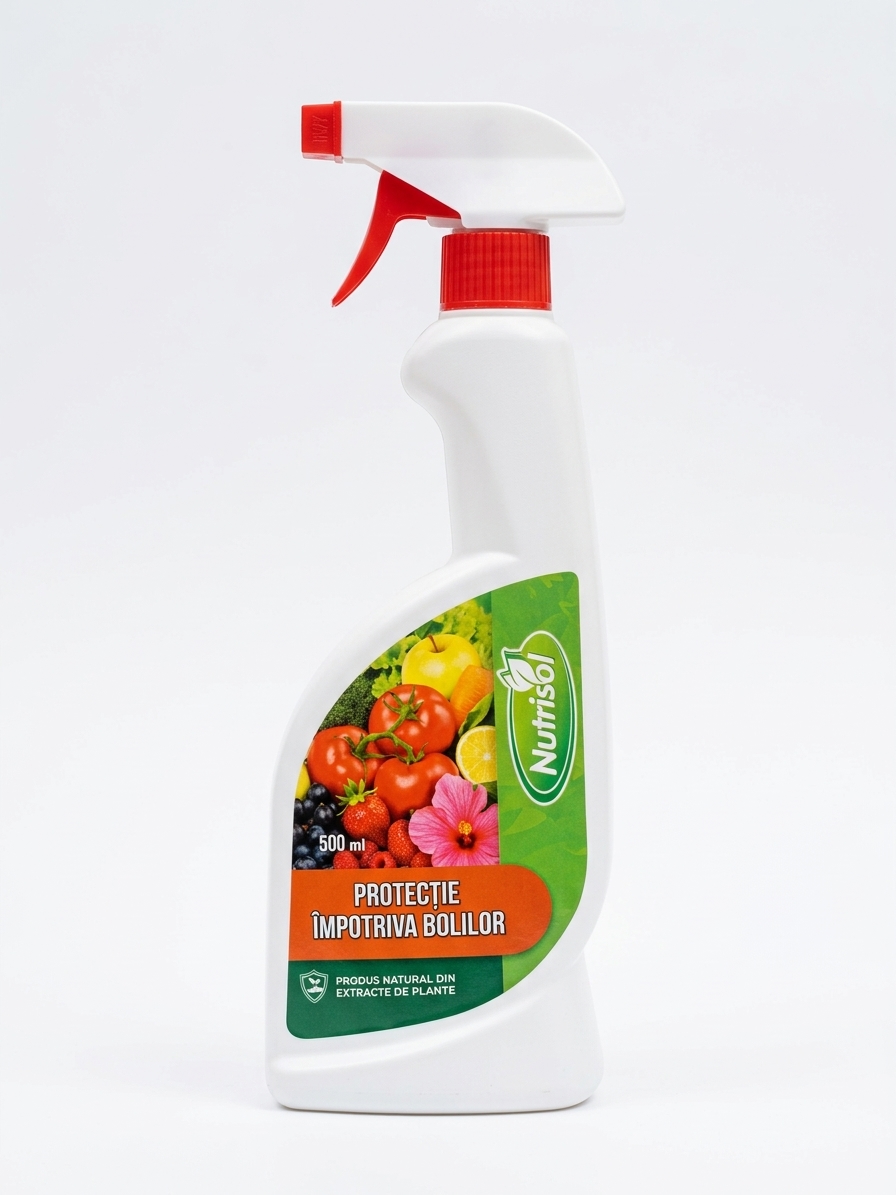 Nutrisol
500 ml
PROTECȚIE
ÎMPOTRIVA BOLILOR
PRODUS NATURAL DIN
EXTRACTE DE PLANTE